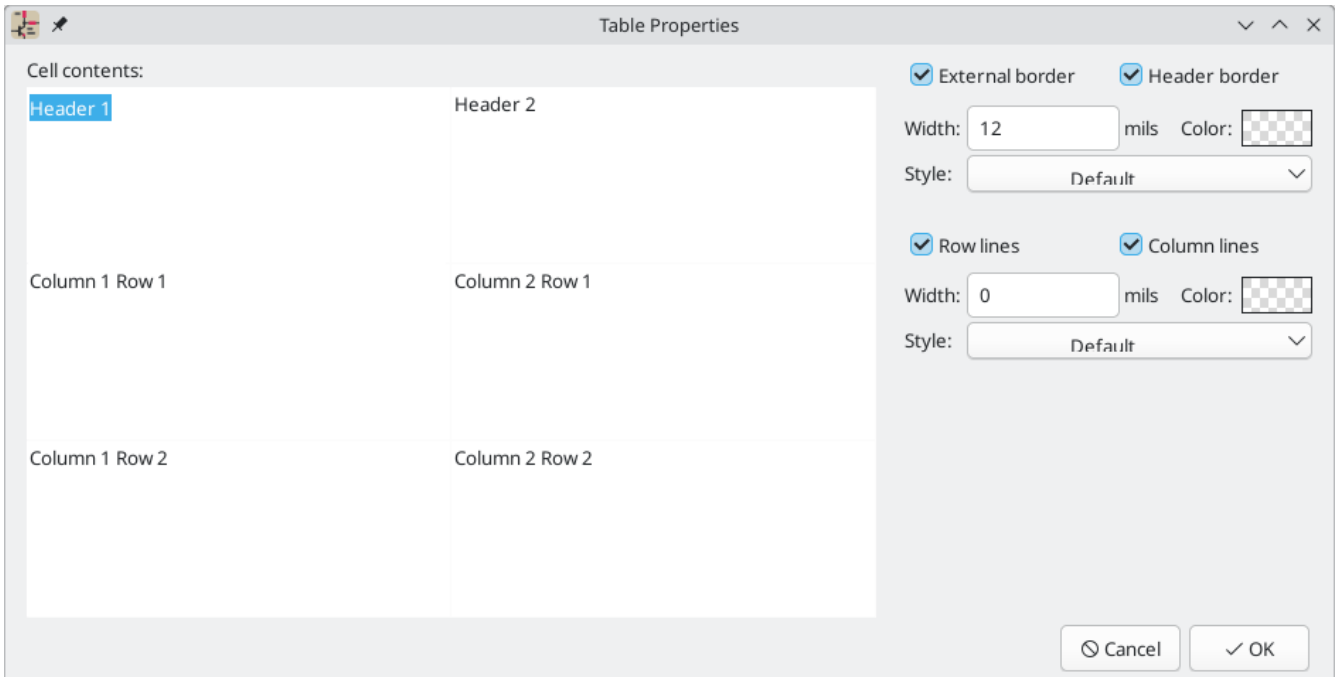 Table Properties
Cell contents:
Header 1
Header 2
Column 1 Row 1
Column 2 Row 1
Column 1 Row 2
Column 2 Row 2
External border
Header border
Width: 12 mils Color:
Style: Default
Row lines
Column lines
Width: 0 mils Color:
Style: Default
Cancel
OK